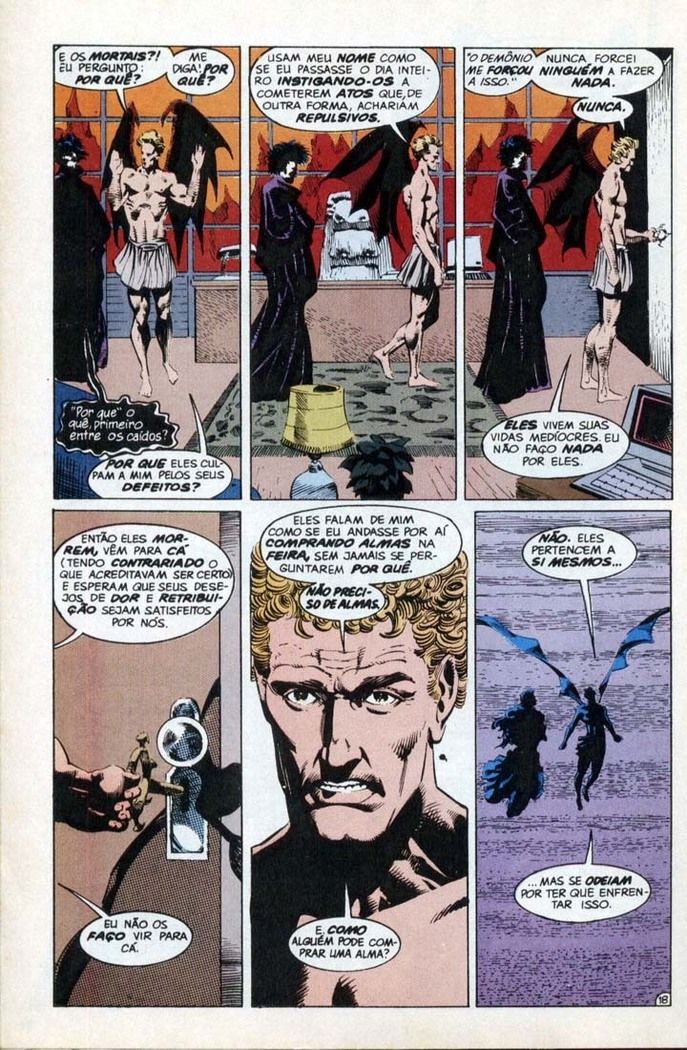 E OS MORTAIS?!
EU PERGUNTO:
POR QUÊ?
ME
DIGA! POR
QUÊ?
"Por que" o
quê, primeiro
entre os caídos?
POR QUE ELES CUL-
PAM A MIM PELOS SEUS
DEFEITOS?
USAM MEU NOME COMO
SE EU PASSASSE O DIA INTEI-
RO INSTIGANDO-OS A
COMETEREM ATOS QUE, DE
OUTRA FORMA, ACHARIAM
REPULSIVOS.
"O DEMÔNIO
ME FORÇOU
A ISSO."
NUNCA FORCEI
NINGUÉM A FAZER
NADA.
NUNCA.
ELES VIVEM SUAS
VIDAS MEDÍOCRES. EU
NÃO FAÇO NADA
POR ELES.
ENTÃO ELES MOR-
REM, VÊM PARA CÁ
(TENDO CONTRARIADO O
QUE ACREDITAVAM SER CERTO)
E ESPERAM QUE SEUS DESE-
JOS DE DOR E RETRIBUI-
ÇÃO SEJAM SATISFEITOS
POR NÓS.
EU NÃO OS
FAÇO VIR PARA
CÁ.
ELES FALAM DE MIM
COMO SE EU ANDASSE POR AÍ
COMPRANDO ALMAS NA
FEIRA, SEM JAMAIS SE PER-
GUNTAREM POR QUÊ.
NÃO PRECI-
SO DE ALMAS.
E COMO
ALGUÉM PODE COM-
PRAR UMA ALMA?
NÃO. ELES
PERTENCEM A
SI MESMOS...
...MAS SE ODEIAM
POR TER QUE ENFREN-
TAR ISSO.
18